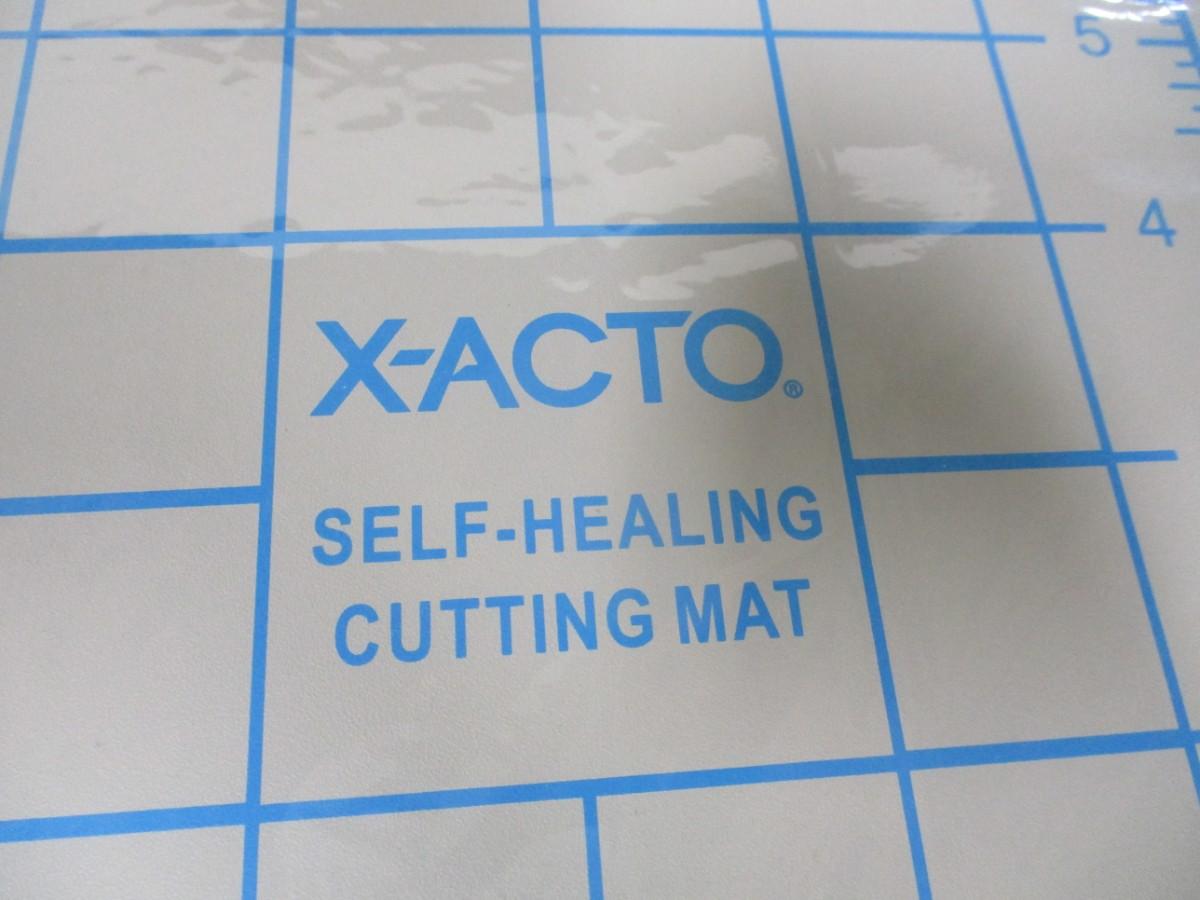 5
4
X-ACTO®
SELF-HEALING
CUTTING MAT